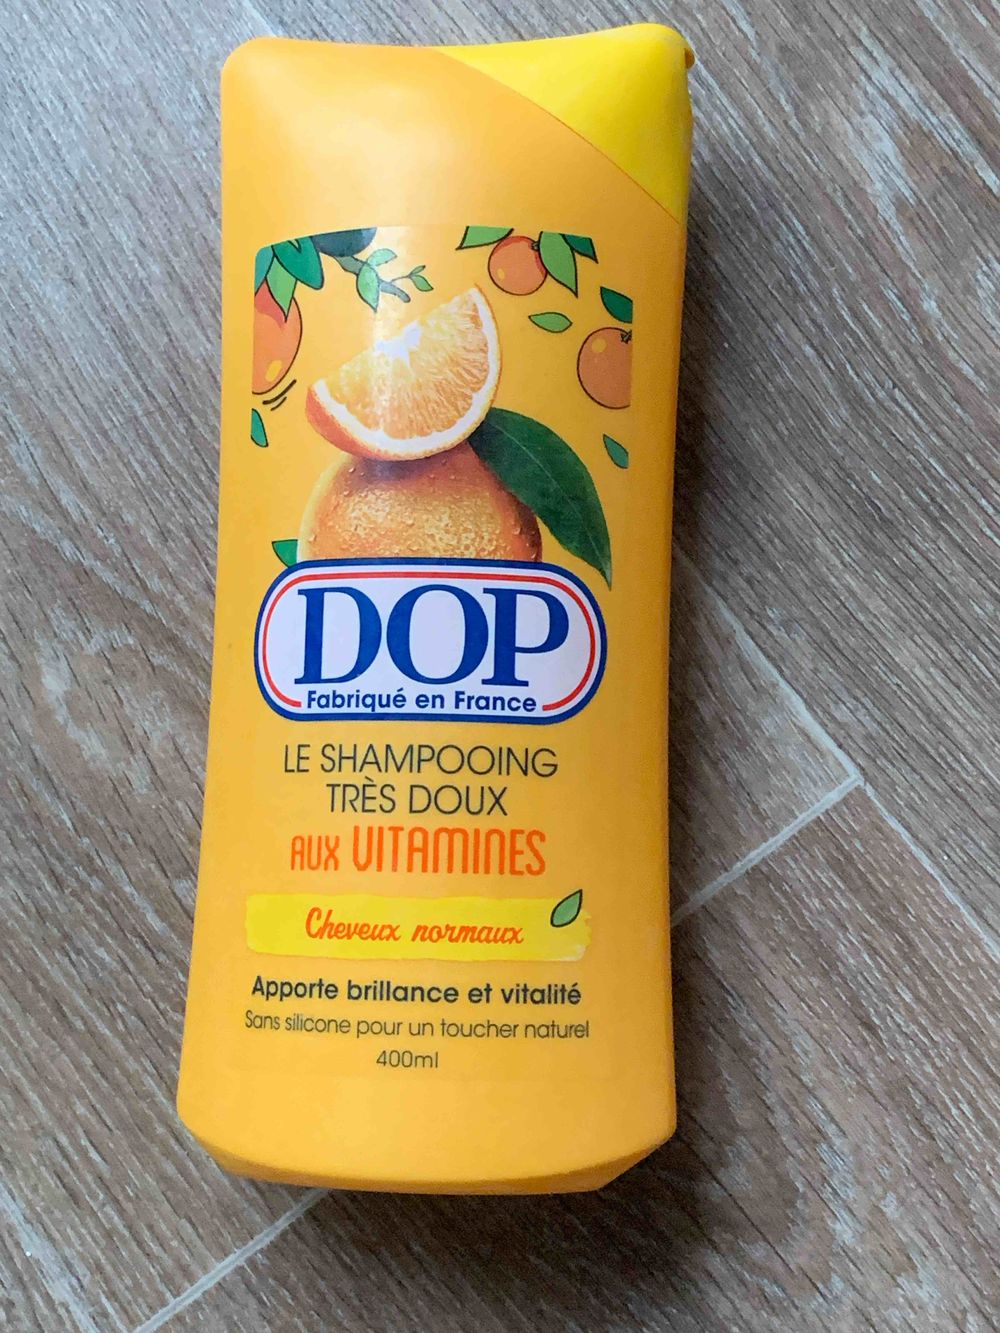 DOP
Fabriqué en France
LE SHAMPOOING
TRÈS DOUX
AUX VITAMINES
Cheveux normaux
Apporte brillance et vitalité
Sans silicone pour un toucher naturel
400ml